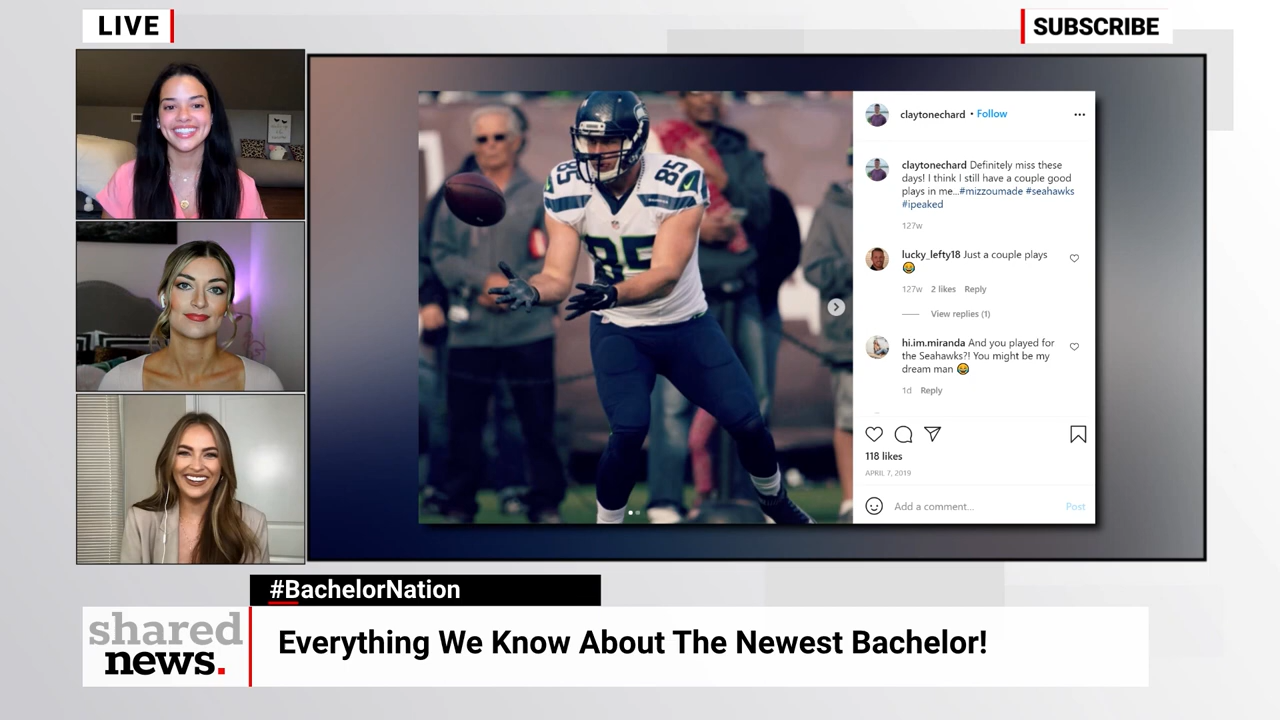 LIVE
SUBSCRIBE
85
85
85
claytonechard • Follow
claytonechard Definitely miss these
days! I think I still have a couple good
plays in me...#mizzoumade #seahawks
#ipeaked
127w
lucky_lefty18 Just a couple plays
😂
127w 2 likes Reply
View replies (1)
hi.im.miranda And you played for
the Seahawks?! You might be my
dream man 😂
1d Reply
118 likes
APRIL 7, 2019
Add a comment... Post
#BachelorNation
shared
news.
Everything We Know About The Newest Bachelor!